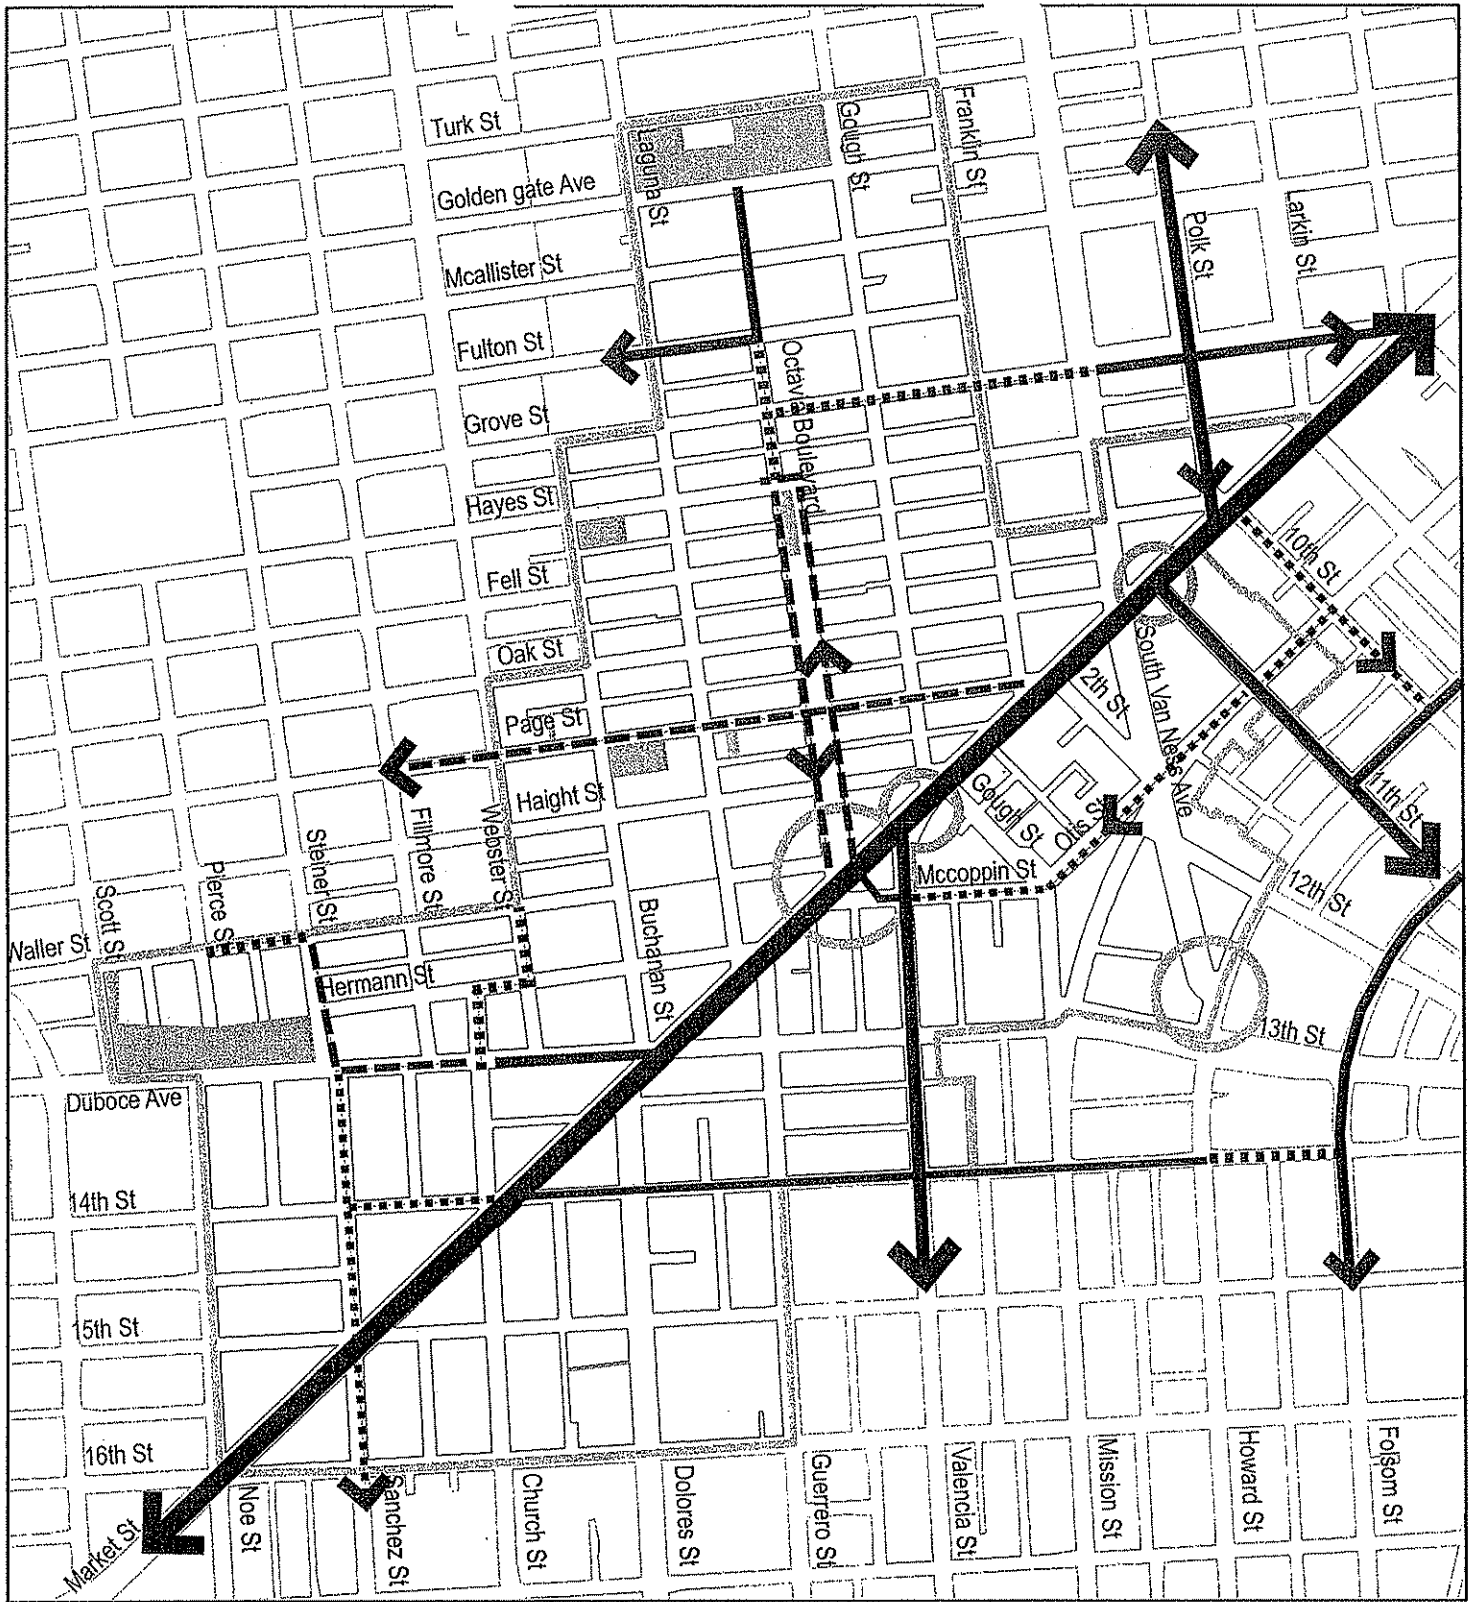 Turk St
Golden gate Ave
Mcallister St
Fulton St
Grove St
Hayes St
Fell St
Oak St
Page St
Haight St
Laguna St
Gough St
Franklin St
Polk St
Larkin St
Octavia Boulevard
10th St
South Van Ness Ave
2th St
11th St
12th St
13th St
Gough St
Otis St
Mccoppin St
Webster St
Fillmore St
Steiner St
Pierce S
Scott St
Waller St
Hermann St
Buchanan St
Duboce Ave
14th St
15th St
16th St
Market St
Noe St
Sanchez St
Church St
Dolores St
Guerrero St
Valencia St
Mission St
Howard St
Folsom St